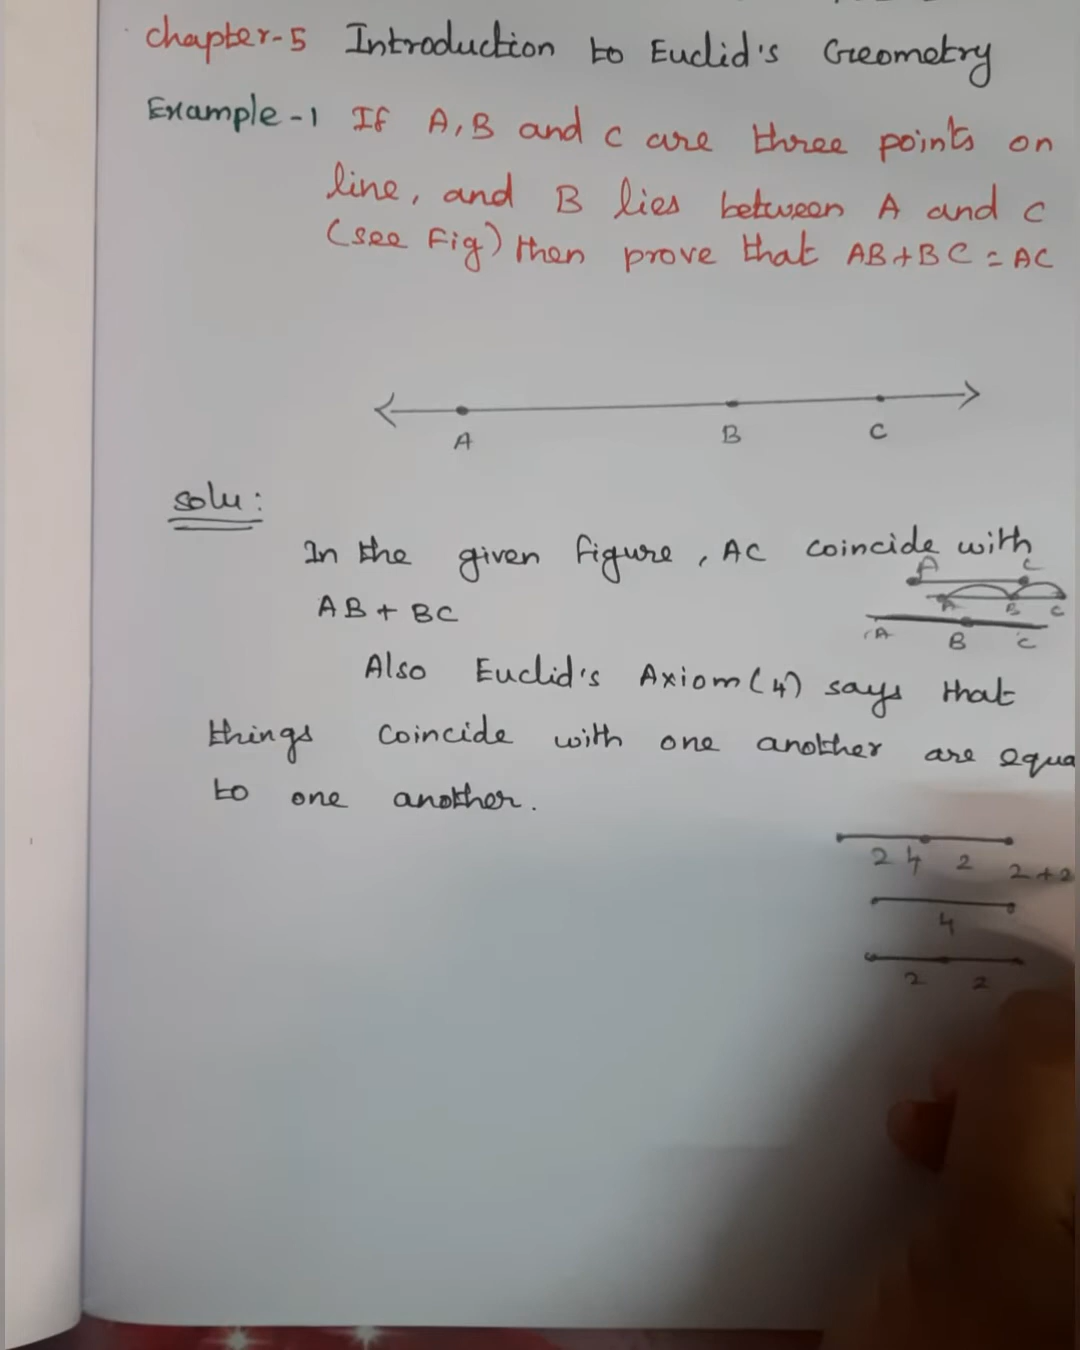 Chapter-5 Introduction to Euclid's Geometry
Example-1 If A, B and C are three points on
line, and B lies between A and C
(see Fig) then prove that AB+BC = AC
A B C
solu:
In the given figure, AC coincide with
A C
AB + BC
A B C
A B C
Also Euclid's Axiom (4) says that
things coincide with one another are equa
to one another.
2 4 2 2+2
4
2 2